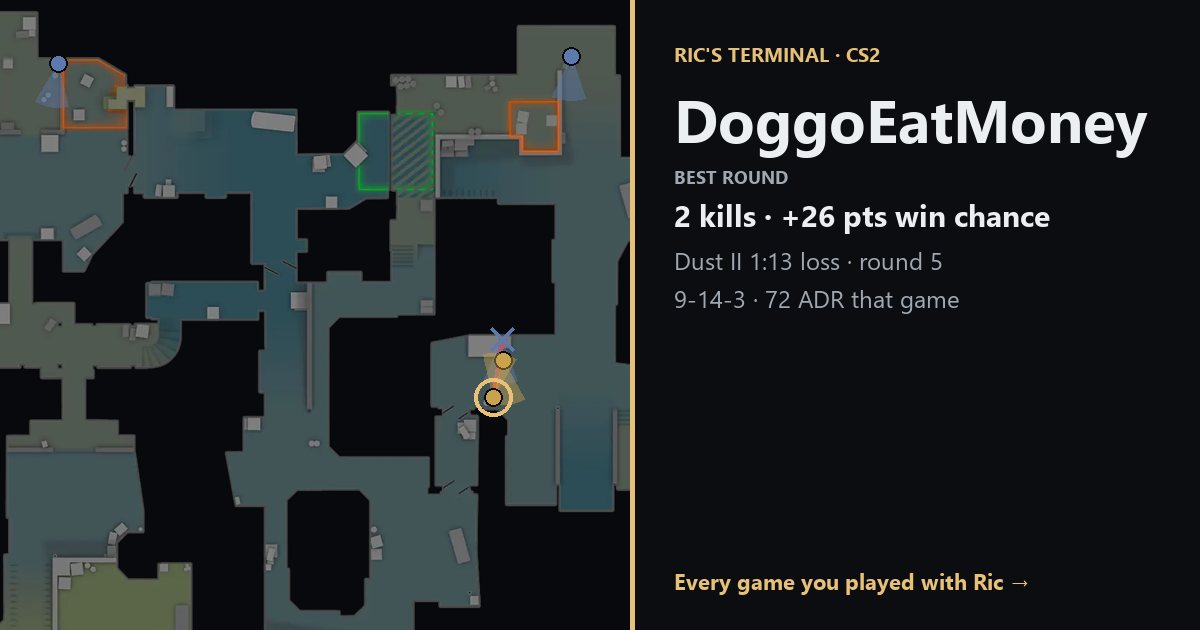 RIC'S TERMINAL · CS2
DoggoEatMoney
BEST ROUND
2 kills · +26 pts win chance
Dust II 1:13 loss · round 5
9-14-3 · 72 ADR that game
Every game you played with Ric →